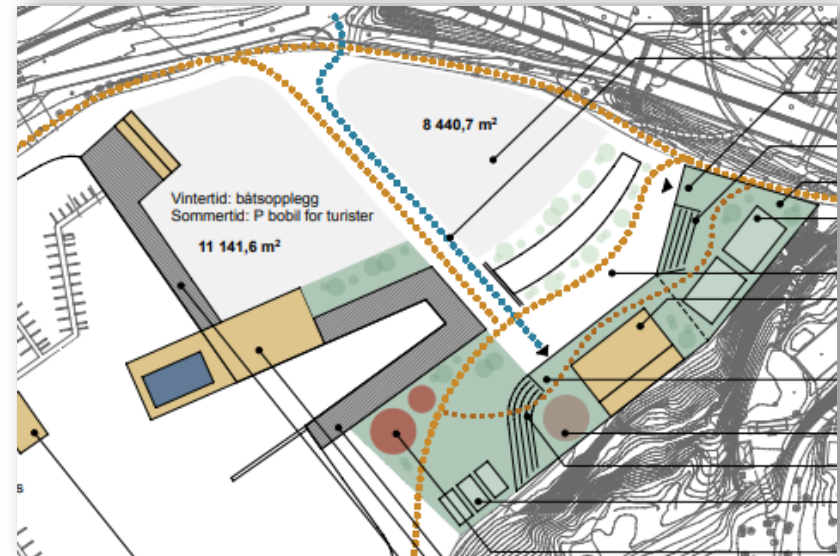 8 440,7 m²
Vintertid: båtsopplegg
Sommertid: P bobil for turister
11 141,6 m²
s